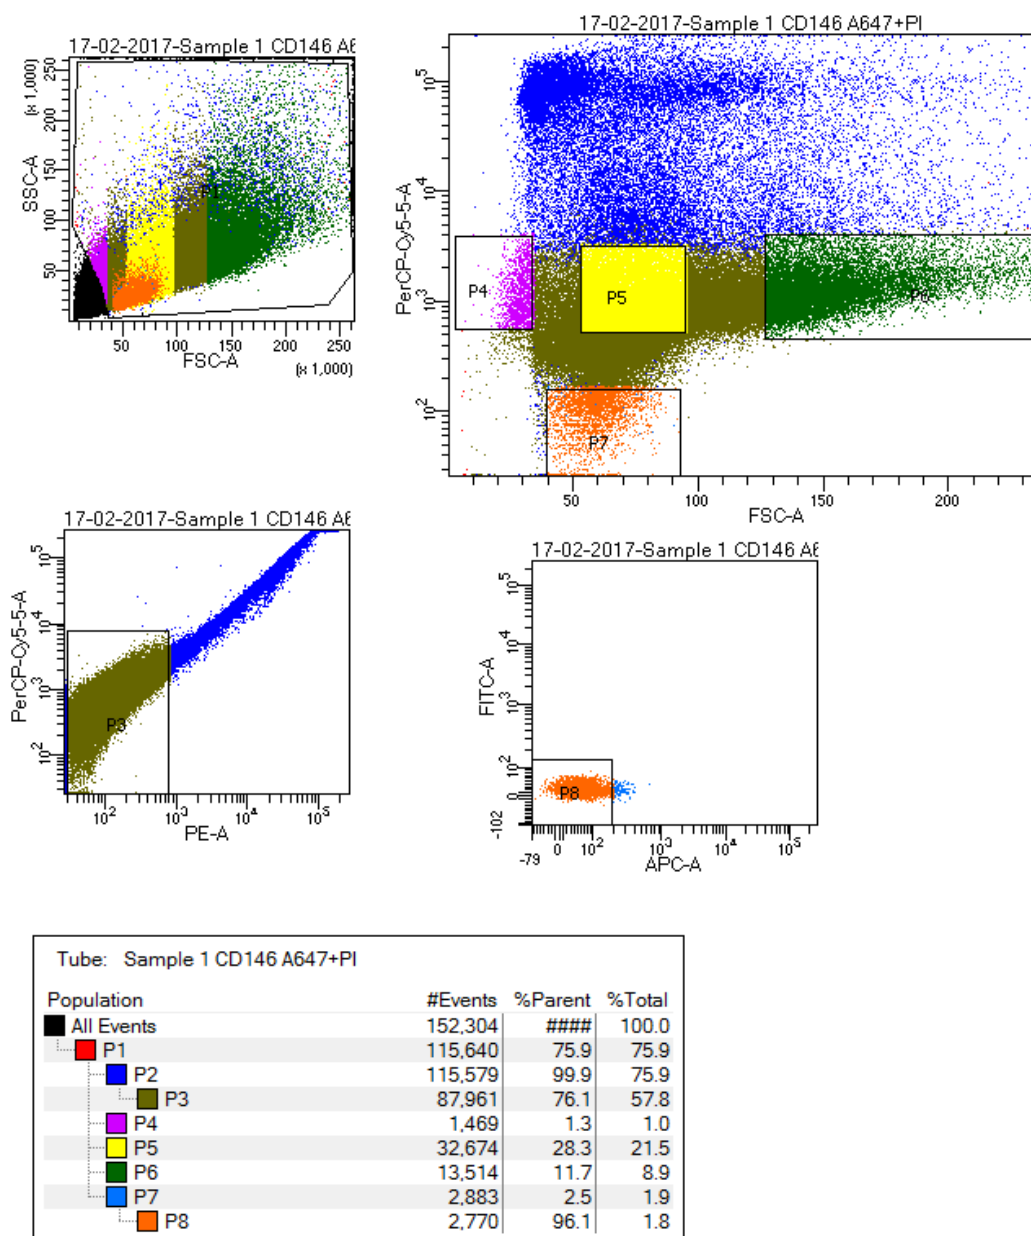 17-02-2017-Sample 1 CD146 A6
(x 1,000)
250
200
150
100
50
SSC-A
P1
50 100 150 200 250
FSC-A
(x 1,000)
17-02-2017-Sample 1 CD146 A647+PI
10^5
10^4
10^3
10^2
PerCP-Cy5-5-A
P4
P5
P6
P7
50 100 150 200
FSC-A
17-02-2017-Sample 1 CD146 A6
10^5
10^4
10^3
10^2
PerCP-Cy5-5-A
P3
10^2 10^3 10^4 10^5
PE-A
17-02-2017-Sample 1 CD146 A6
10^5
10^4
10^3
10^2
0
-102
FITC-A
P8
-79 0 10^2 10^3 10^4 10^5
APC-A
Tube: Sample 1 CD146 A647+PI
Population #Events %Parent %Total
All Events 152,304 #### 100.0
P1 115,640 75.9 75.9
P2 115,579 99.9 75.9
P3 87,961 76.1 57.8
P4 1,469 1.3 1.0
P5 32,674 28.3 21.5
P6 13,514 11.7 8.9
P7 2,883 2.5 1.9
P8 2,770 96.1 1.8